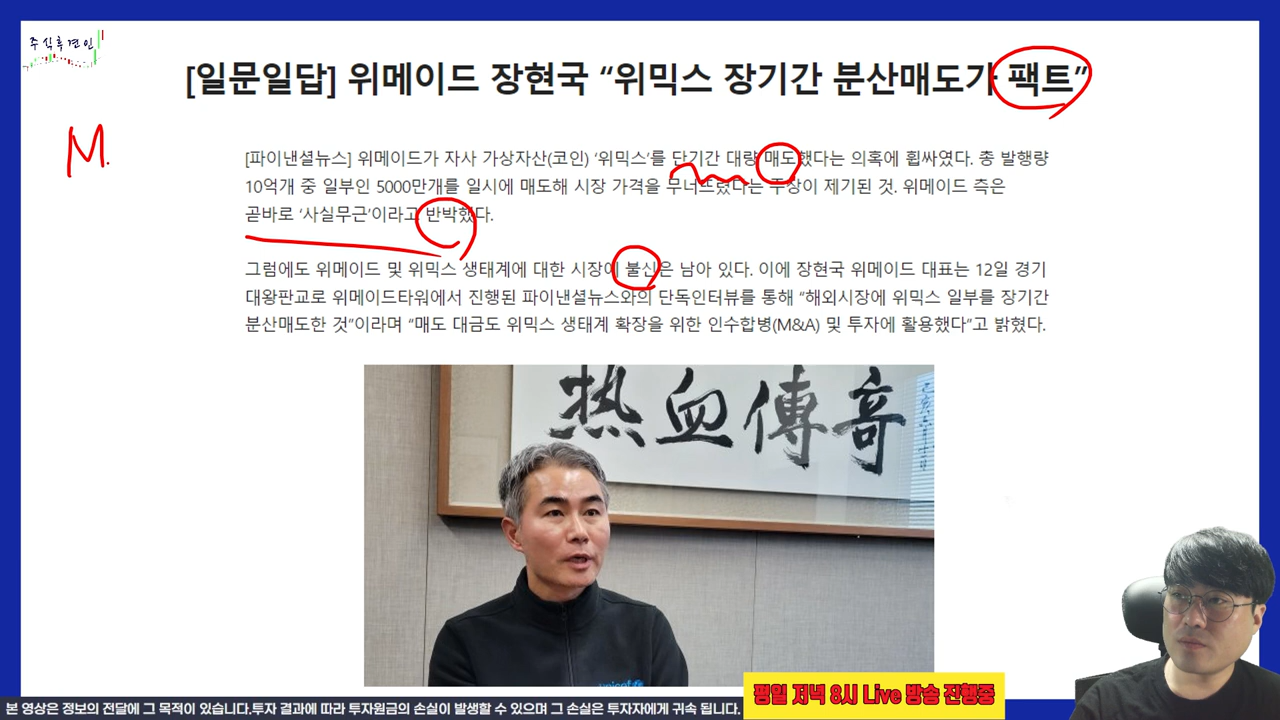 주식후견인
[일문일답] 위메이드 장현국 “위믹스 장기간 분산매도가 팩트”
M.
[파이낸셜뉴스] 위메이드가 자사 가상자산(코인) ‘위믹스’를 단기간 대량 매도했다는 의혹에 휩싸였다. 총 발행량
10억개 중 일부인 5000만개를 일시에 매도해 시장 가격을 무너뜨렸다는 주장이 제기된 것. 위메이드 측은
곧바로 ‘사실무근’이라고 반박했다.
그럼에도 위메이드 및 위믹스 생태계에 대한 시장에 불신은 남아 있다. 이에 장현국 위메이드 대표는 12일 경기
대왕판교로 위메이드타워에서 진행된 파이낸셜뉴스와의 단독인터뷰를 통해 “해외시장에 위믹스 일부를 장기간
분산매도한 것”이라며 “매도 대금도 위믹스 생태계 확장을 위한 인수합병(M&A) 및 투자에 활용했다”고 밝혔다.
热血傳奇
unicef
평일 저녁 8시 Live 방송 진행중
본 영상은 정보의 전달에 그 목적이 있습니다.투자 결과에 따라 투자원금의 손실이 발생할 수 있으며 그 손실은 투자자에게 귀속 됩니다.